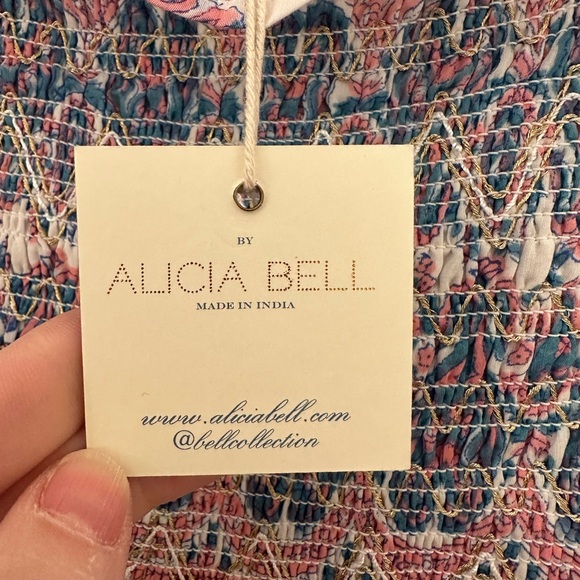 BY
ALICIA BELL
MADE IN INDIA
www.aliciabell.com
@bellcollection